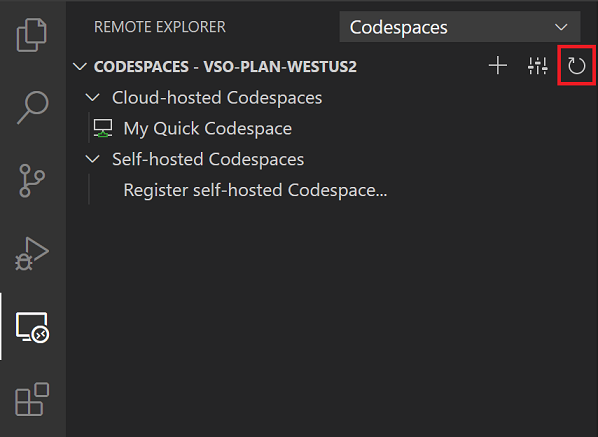 REMOTE EXPLORER Codespaces
CODESPACES - VSO-PLAN-WESTUS2
Cloud-hosted Codespaces
My Quick Codespace
Self-hosted Codespaces
Register self-hosted Codespace...